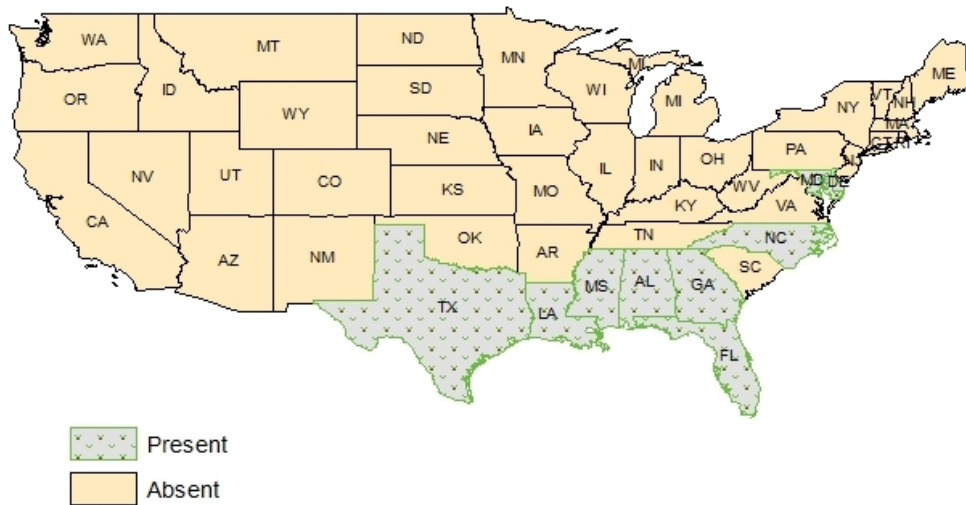 WA
MT
ND
MN
MI
ME
VT
NH
OR
ID
SD
WI
MI
NY
WY
MA
CT
RI
IA
NE
PA
NV
UT
CO
IL
IN
OH
NJ
MD
DE
WV
KS
MO
CA
KY
VA
TN
NC
AZ
NM
OK
AR
SC
MS
AL
GA
TX
LA
FL
Present
Absent